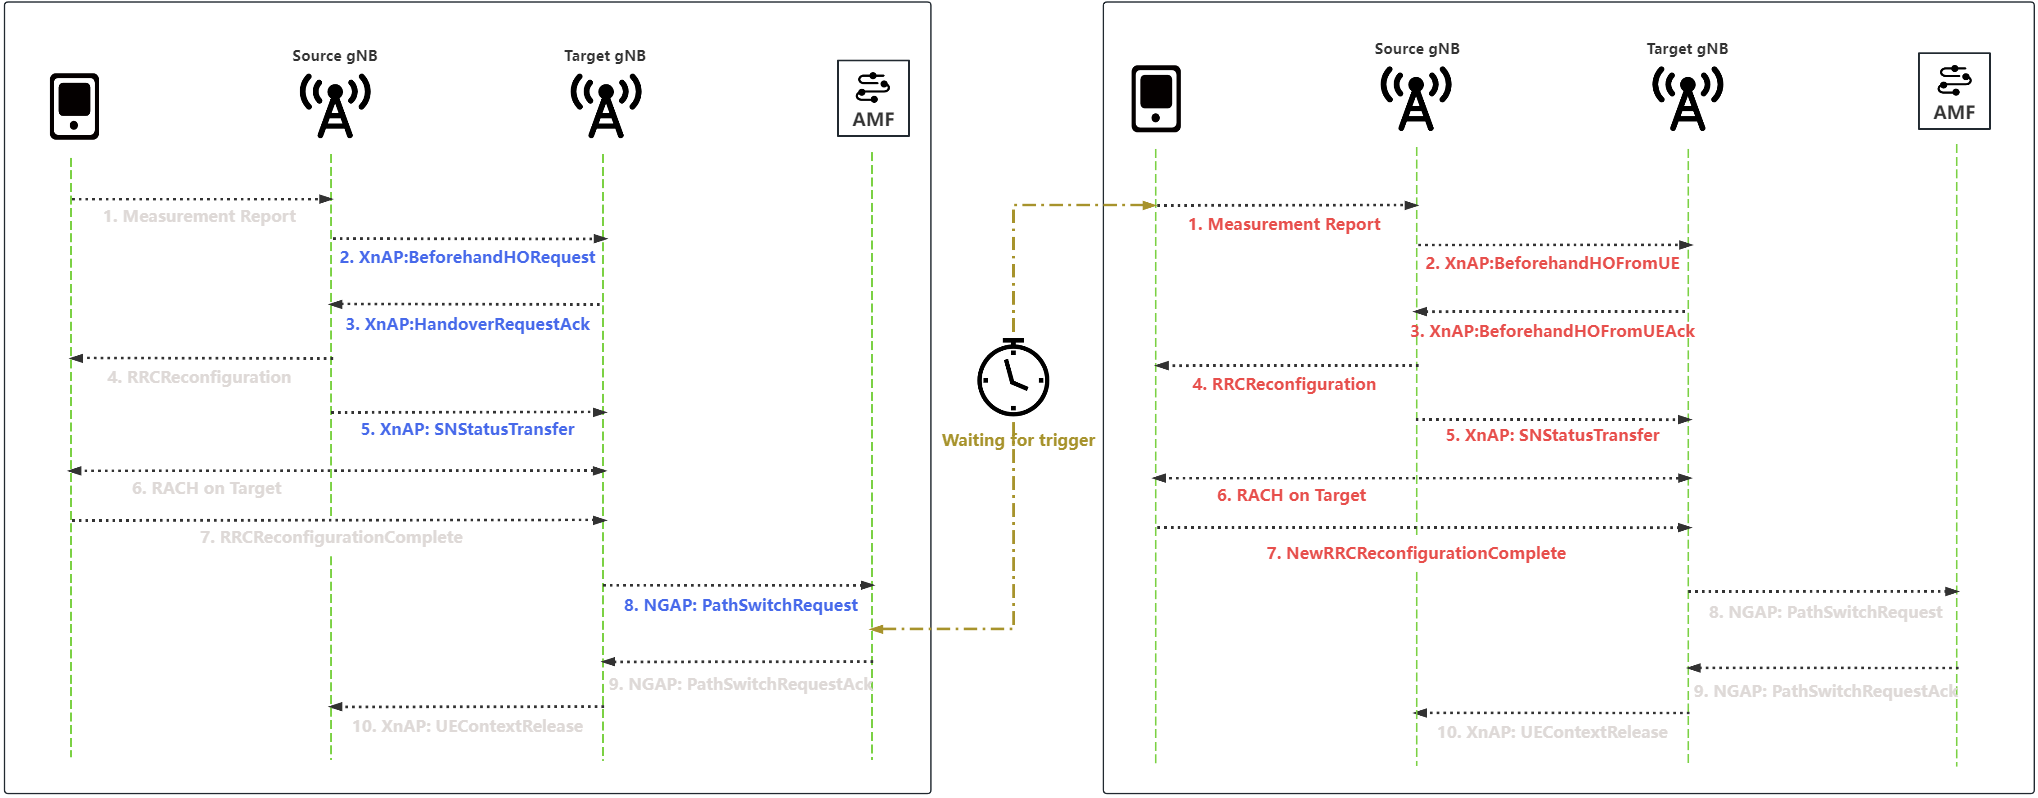 Source gNB
Target gNB
AMF
1. Measurement Report
2. XnAP:BeforehandHORequest
3. XnAP:HandoverRequestAck
4. RRCReconfiguration
5. XnAP: SNStatusTransfer
6. RACH on Target
7. RRCReconfigurationComplete
8. NGAP: PathSwitchRequest
9. NGAP: PathSwitchRequestAck
10. XnAP: UEContextRelease
Waiting for trigger
Source gNB
Target gNB
AMF
1. Measurement Report
2. XnAP:BeforehandHOFromUE
3. XnAP:BeforehandHOFromUEAck
4. RRCReconfiguration
5. XnAP: SNStatusTransfer
6. RACH on Target
7. NewRRCReconfigurationComplete
8. NGAP: PathSwitchRequest
9. NGAP: PathSwitchRequestAck
10. XnAP: UEContextRelease